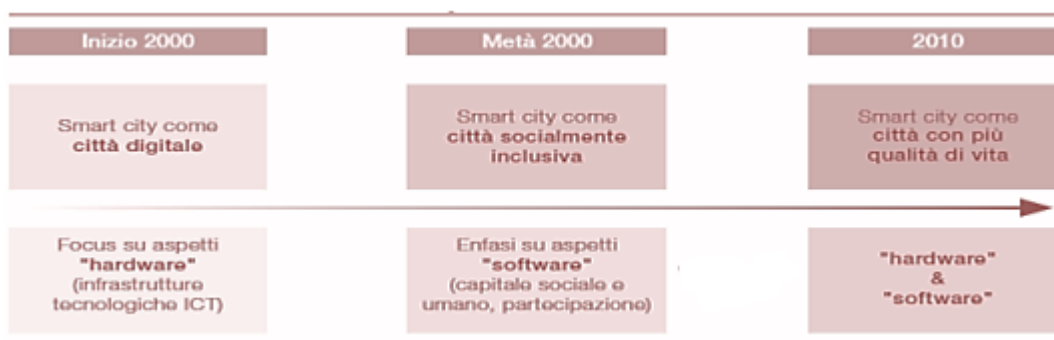 Inizio 2000
Metà 2000
2010
Smart city come
città digitale
Smart city come
città socialmente
inclusiva
Smart city come
città con più
qualità di vita
Focus su aspetti
"hardware"
(infrastrutture
tecnologiche ICT)
Enfasi su aspetti
"software"
(capitale sociale e
umano, partecipazione)
"hardware"
&
"software"